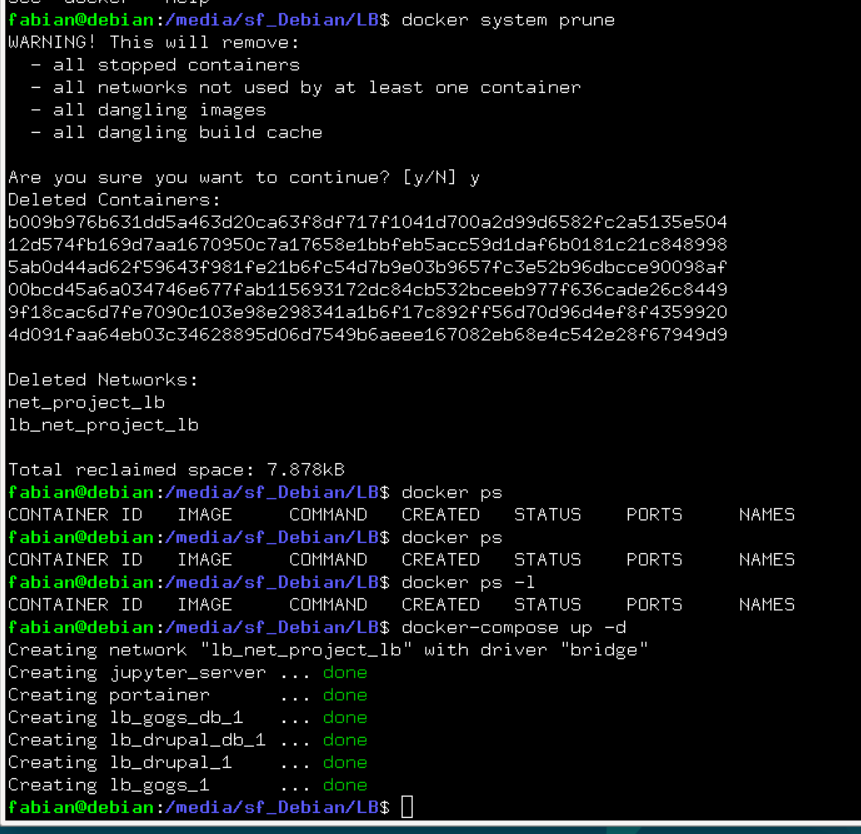 fabian@debian:/media/sf_Debian/LB$ docker system prune
WARNING! This will remove:
  - all stopped containers
  - all networks not used by at least one container
  - all dangling images
  - all dangling build cache
Are you sure you want to continue? [y/N] y
Deleted Containers:
b009b976b631dd5a463d20ca63f8df717f1041d700a2d99d6582fc2a5135e504
12d574fb169d7aa1670950c7a17658e1bbfeb5acc59d1daf6b0181c21c848998
5ab0d44ad62f59643f981fe21b6fc54d7b9e03b9657fc3e52b96dbcce90098af
00bcd45a6a034746e677fab115693172dc84cb532bceeb977f636cade26c8449
9f18cac6d7fe7090c103e98e298341a1b6f17c892ff56d70d96d4ef8f4359920
4d091faa64eb03c34628895d06d7549b6aeee167082eb68e4c542e28f67949d9
Deleted Networks:
net_project_lb
lb_net_project_lb
Total reclaimed space: 7.878kB
fabian@debian:/media/sf_Debian/LB$ docker ps
CONTAINER ID   IMAGE     COMMAND   CREATED   STATUS    PORTS     NAMES
fabian@debian:/media/sf_Debian/LB$ docker ps
CONTAINER ID   IMAGE     COMMAND   CREATED   STATUS    PORTS     NAMES
fabian@debian:/media/sf_Debian/LB$ docker ps -l
CONTAINER ID   IMAGE     COMMAND   CREATED   STATUS    PORTS     NAMES
fabian@debian:/media/sf_Debian/LB$ docker-compose up -d
Creating network "lb_net_project_lb" with driver "bridge"
Creating jupyter_server ... done
Creating portainer      ... done
Creating lb_gogs_db_1   ... done
Creating lb_drupal_db_1 ... done
Creating lb_drupal_1    ... done
Creating lb_gogs_1      ... done
fabian@debian:/media/sf_Debian/LB$